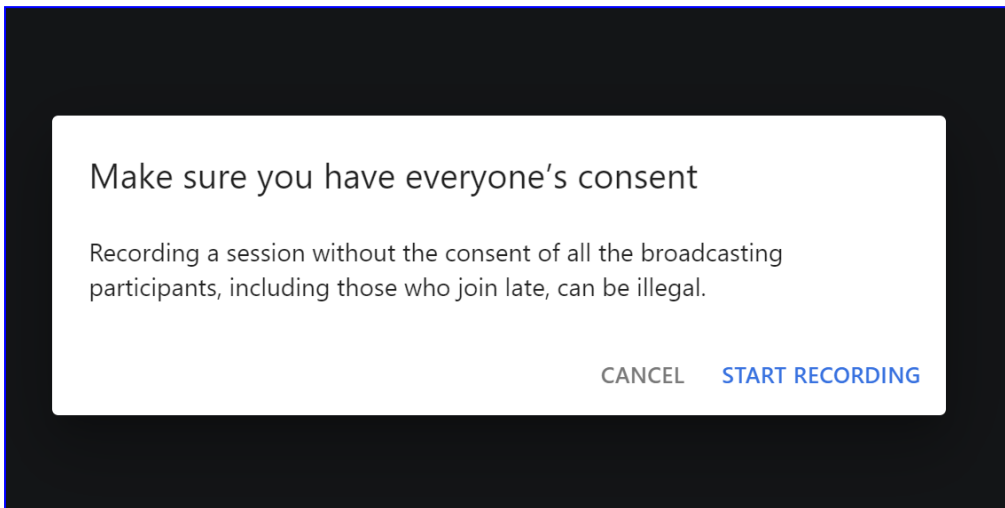 Make sure you have everyone’s consent
Recording a session without the consent of all the broadcasting
participants, including those who join late, can be illegal.
CANCEL START RECORDING